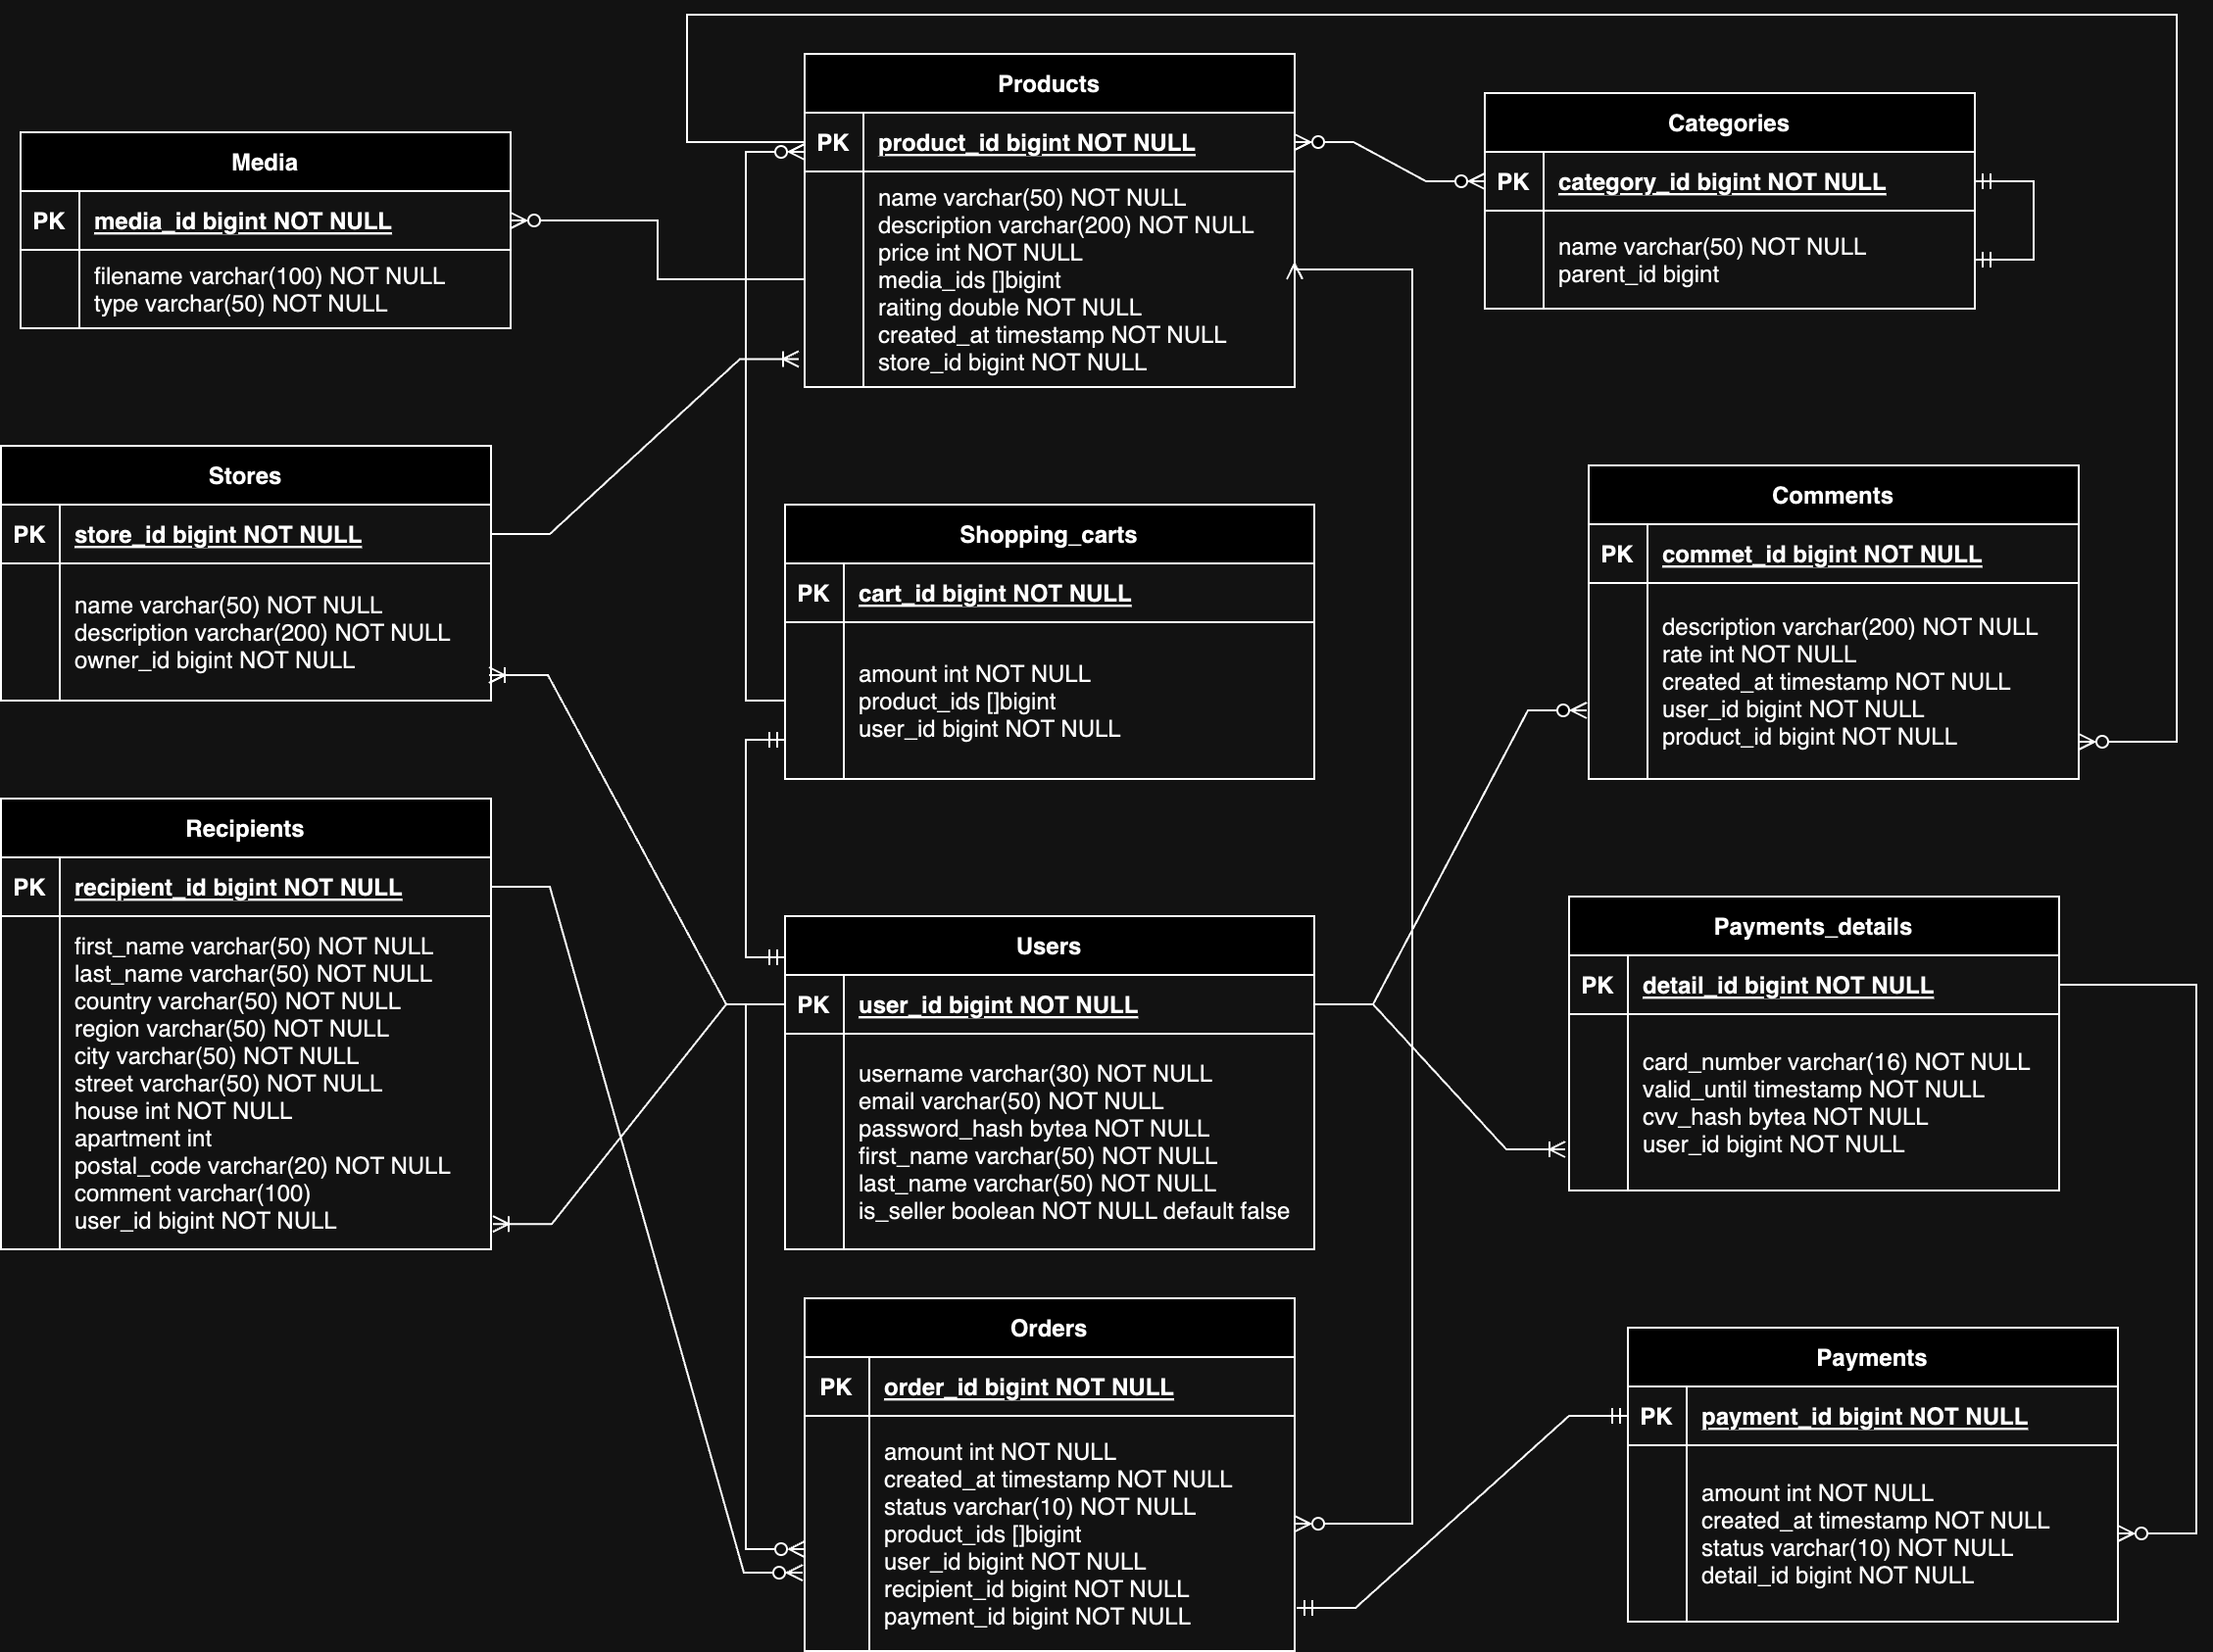 Products
PK
product_id bigint NOT NULL
name varchar(50) NOT NULL
description varchar(200) NOT NULL
price int NOT NULL
media_ids []bigint
raiting double NOT NULL
created_at timestamp NOT NULL
store_id bigint NOT NULL
Categories
PK
category_id bigint NOT NULL
name varchar(50) NOT NULL
parent_id bigint
Media
PK
media_id bigint NOT NULL
filename varchar(100) NOT NULL
type varchar(50) NOT NULL
Stores
PK
store_id bigint NOT NULL
name varchar(50) NOT NULL
description varchar(200) NOT NULL
owner_id bigint NOT NULL
Shopping_carts
PK
cart_id bigint NOT NULL
amount int NOT NULL
product_ids []bigint
user_id bigint NOT NULL
Comments
PK
commet_id bigint NOT NULL
description varchar(200) NOT NULL
rate int NOT NULL
created_at timestamp NOT NULL
user_id bigint NOT NULL
product_id bigint NOT NULL
Recipients
PK
recipient_id bigint NOT NULL
first_name varchar(50) NOT NULL
last_name varchar(50) NOT NULL
country varchar(50) NOT NULL
region varchar(50) NOT NULL
city varchar(50) NOT NULL
street varchar(50) NOT NULL
house int NOT NULL
apartment int
postal_code varchar(20) NOT NULL
comment varchar(100)
user_id bigint NOT NULL
Users
PK
user_id bigint NOT NULL
username varchar(30) NOT NULL
email varchar(50) NOT NULL
password_hash bytea NOT NULL
first_name varchar(50) NOT NULL
last_name varchar(50) NOT NULL
is_seller boolean NOT NULL default false
Payments_details
PK
detail_id bigint NOT NULL
card_number varchar(16) NOT NULL
valid_until timestamp NOT NULL
cvv_hash bytea NOT NULL
user_id bigint NOT NULL
Orders
PK
order_id bigint NOT NULL
amount int NOT NULL
created_at timestamp NOT NULL
status varchar(10) NOT NULL
product_ids []bigint
user_id bigint NOT NULL
recipient_id bigint NOT NULL
payment_id bigint NOT NULL
Payments
PK
payment_id bigint NOT NULL
amount int NOT NULL
created_at timestamp NOT NULL
status varchar(10) NOT NULL
detail_id bigint NOT NULL